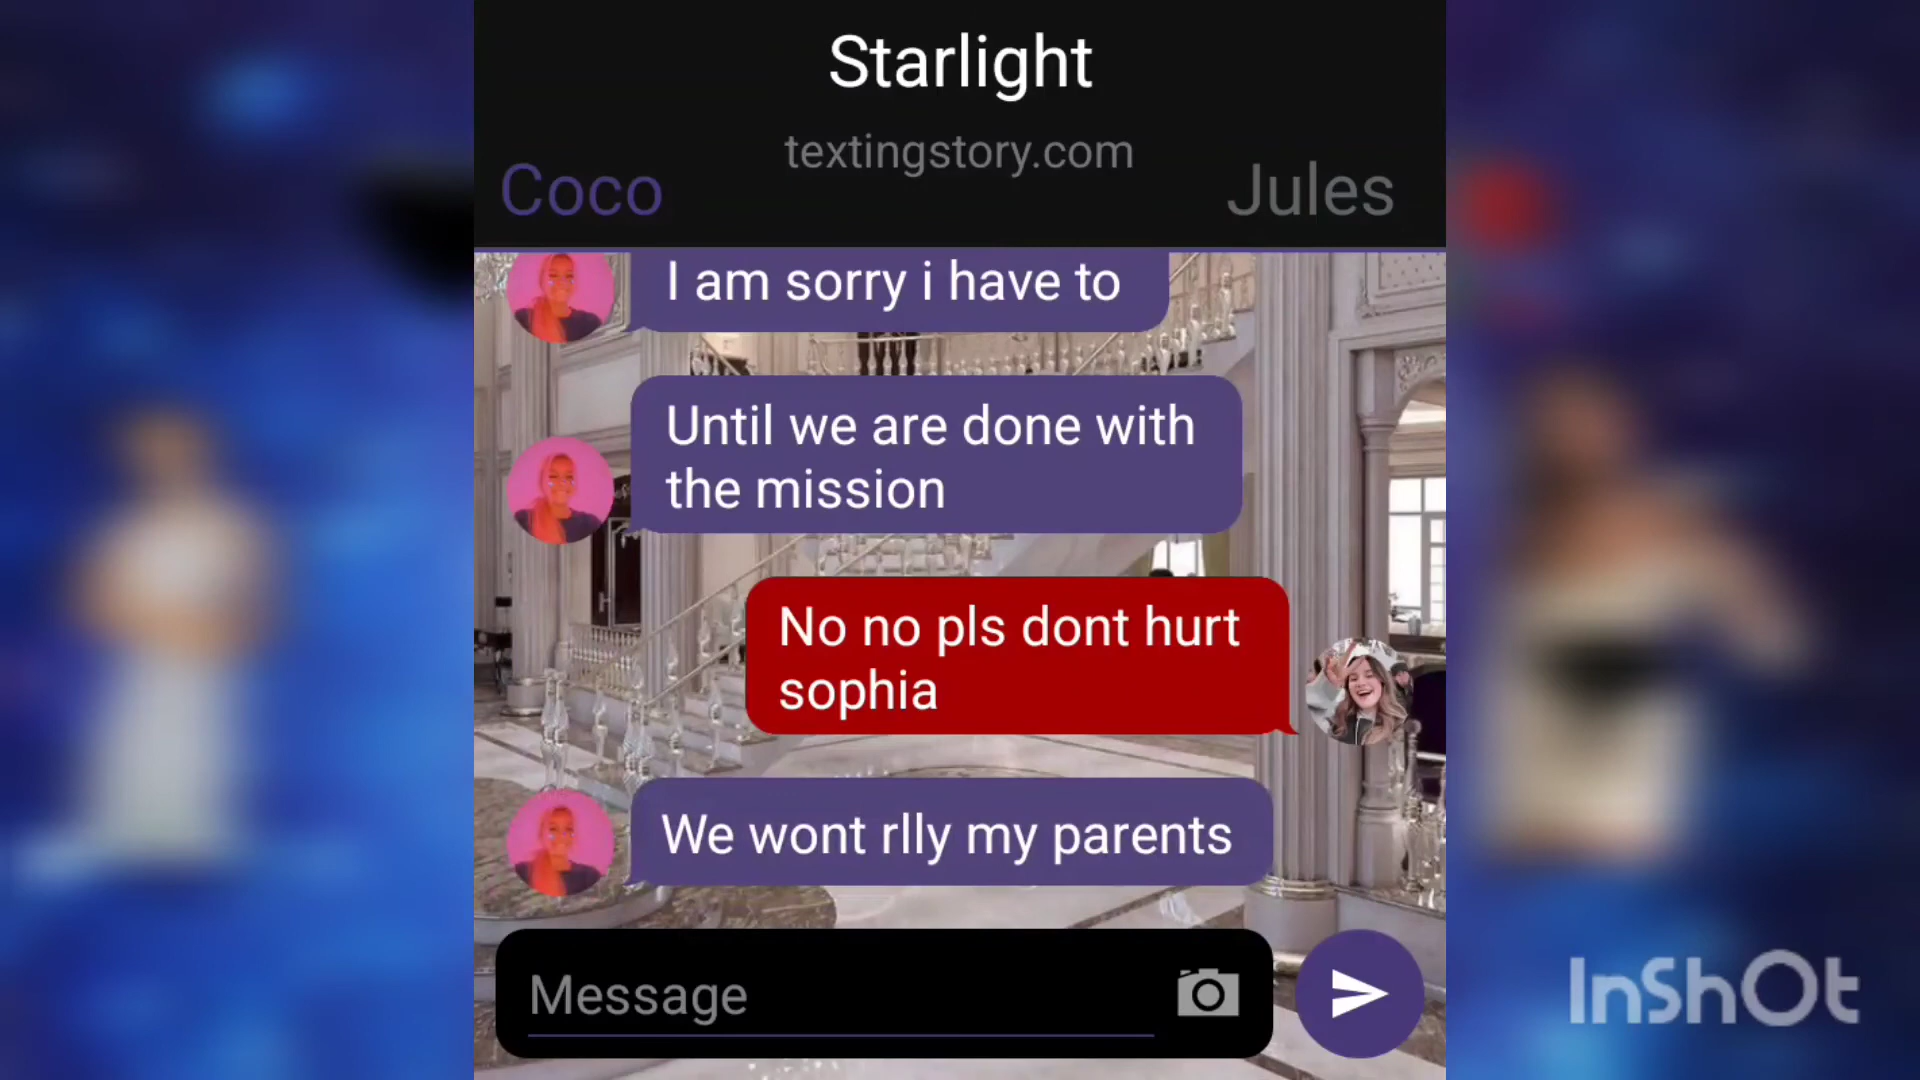 Starlight
textingstory.com
Coco
Jules
I am sorry i have to
Until we are done with
the mission
No no pls dont hurt
sophia
We wont rlly my parents
Message
InShOt